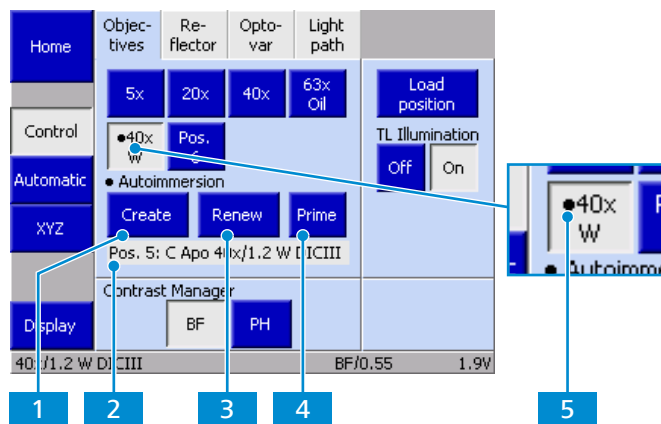 Home
Control
Automatic
XYZ
Display
Objec-
tives
Re-
flector
Opto-
var
Light
path
5x
20x
40x
63x
Oil
●40x
W
Pos.
Load
position
TL Illumination
Off
On
● Autoimmersion
Create
Renew
Prime
Pos. 5: C Apo 40x/1.2 W DICIII
Contrast Manager
BF
PH
40x/1.2 W DICIII
BF/0.55
1.9V
●40x
W
● Autoimme
1
2
3
4
5